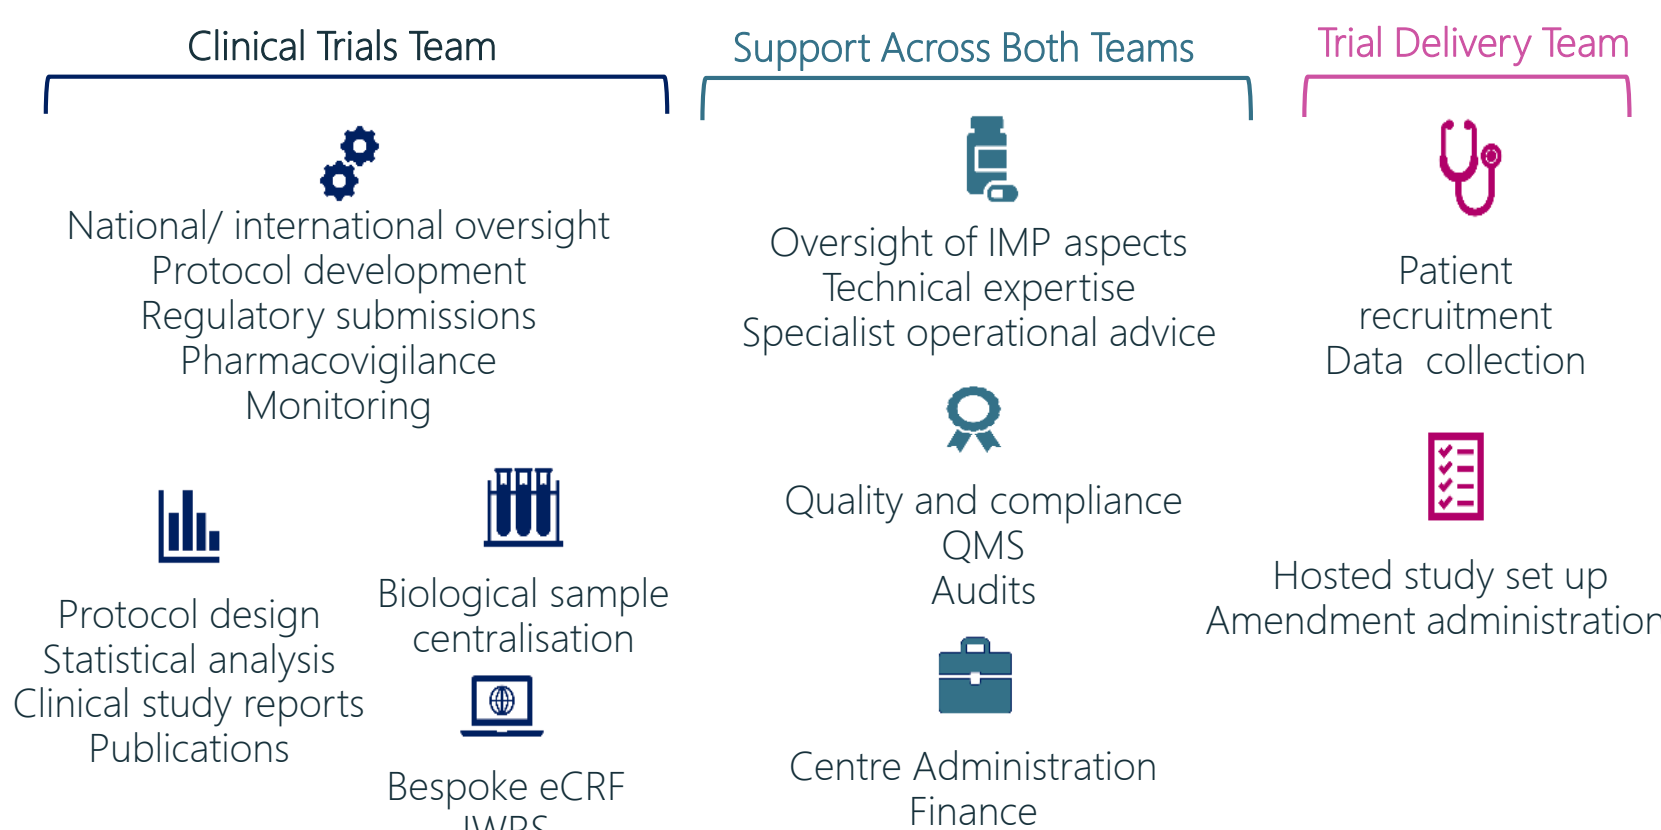 Clinical Trials Team
National/ international oversight
Protocol development
Regulatory submissions
Pharmacovigilance
Monitoring
Protocol design
Statistical analysis
Clinical study reports
Publications
Biological sample
centralisation
Bespoke eCRF
IWRS
Support Across Both Teams
Oversight of IMP aspects
Technical expertise
Specialist operational advice
Quality and compliance
QMS
Audits
Centre Administration
Finance
Trial Delivery Team
Patient
recruitment
Data  collection
Hosted study set up
Amendment administration